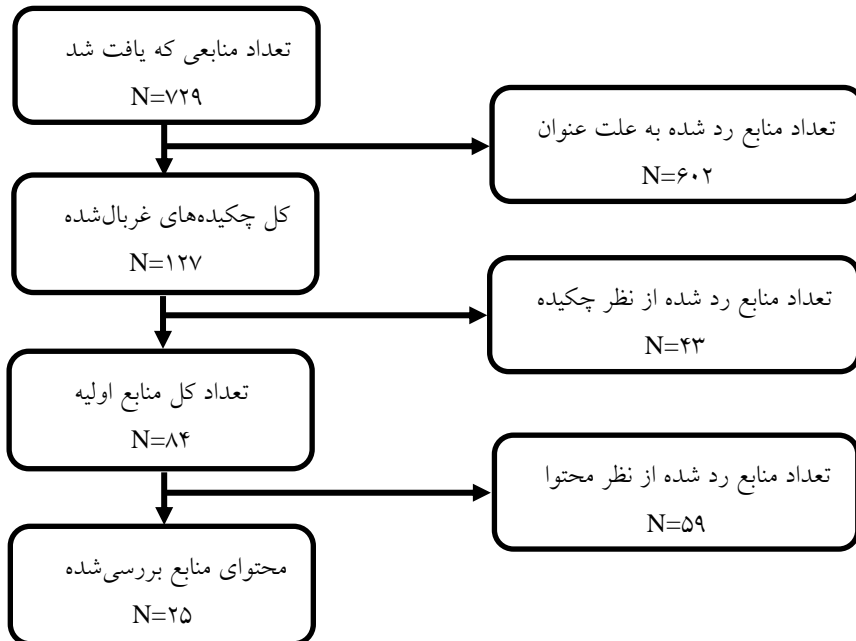 تعداد منابعی که یافت شد
N=۷۲۹
تعداد منابع رد شده به علت عنوان
N=۶۰۲
کل چکیده‌های غربال‌شده
N=۱۲۷
تعداد منابع رد شده از نظر چکیده
N=۴۳
تعداد کل منابع اولیه
N=۸۴
تعداد منابع رد شده از نظر محتوا
N=۵۹
محتوای منابع بررسی‌شده
N=۲۵